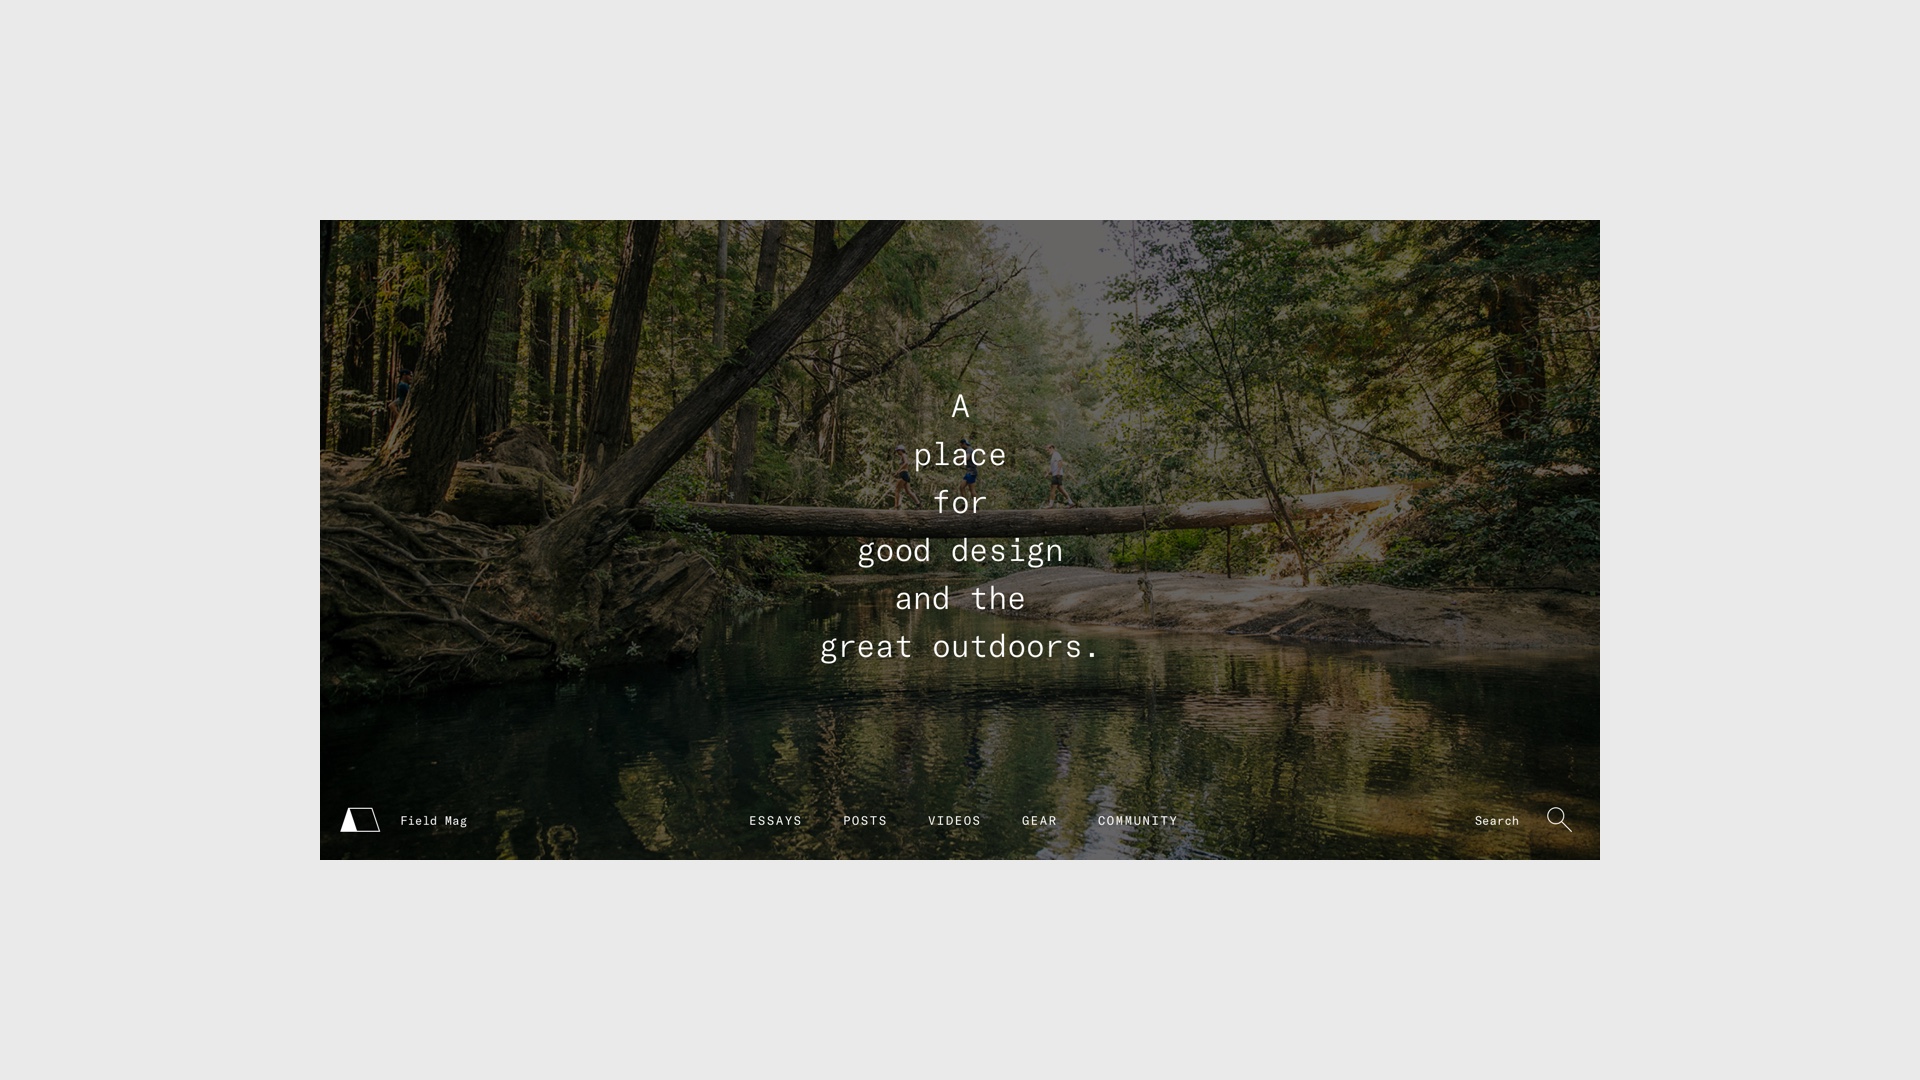 A
place
for
good design
and the
great outdoors.
Field Mag
ESSAYS POSTS VIDEOS GEAR COMMUNITY
Search